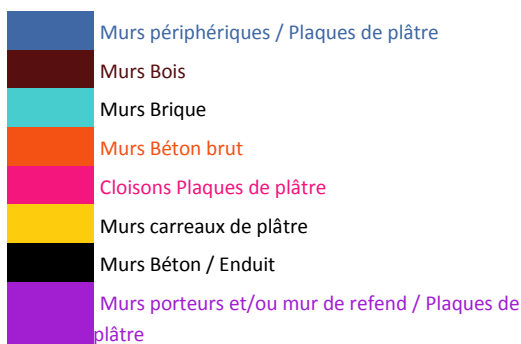 Murs périphériques / Plaques de plâtre
Murs Bois
Murs Brique
Murs Béton brut
Cloisons Plaques de plâtre
Murs carreaux de plâtre
Murs Béton / Enduit
Murs porteurs et/ou mur de refend / Plaques de
plâtre